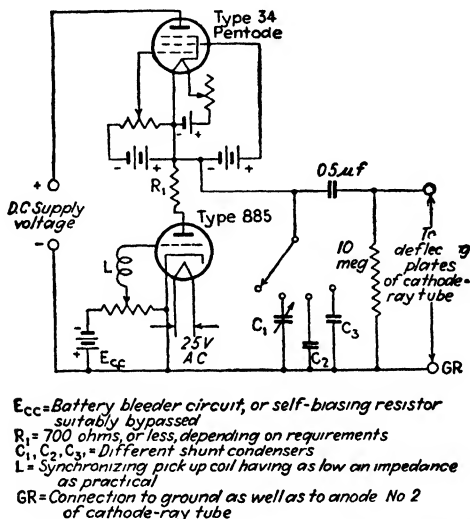 Type 34
Pentode
- +
- + - +
R1
+
D.C. Supply
voltage
-
Type 885
L
- +
Ecc
2.5V
A C
05μf
10
meg
To
plates
of cathode-
ray tube
C1
C2
C3
GR
Ecc=Battery bleeder circuit, or self-biasing resistor
suitably bypassed
R1= 700 ohms, or less, depending on requirements
C1, C2, C3,= Different shunt condensers
L = Synchronizing pick up coil having as low an impedance
as practical
GR=Connection to ground as well as to anode No 2
of cathode-ray tube